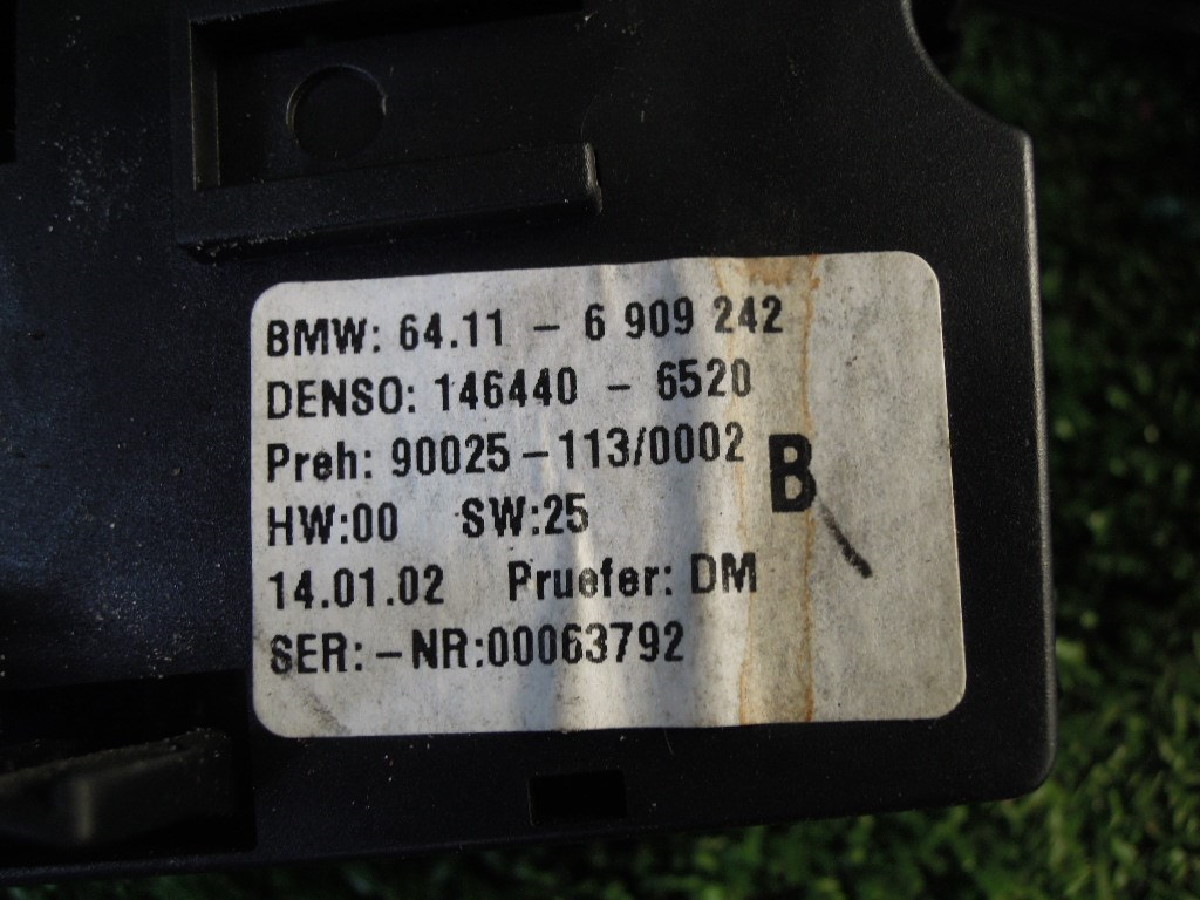 BMW: 64.11 – 6 909 242
DENSO: 146440 – 6520
Preh: 90025–113/0002 B
HW:00 SW:25
14.01.02 Pruefer: DM
SER:–NR:00063792